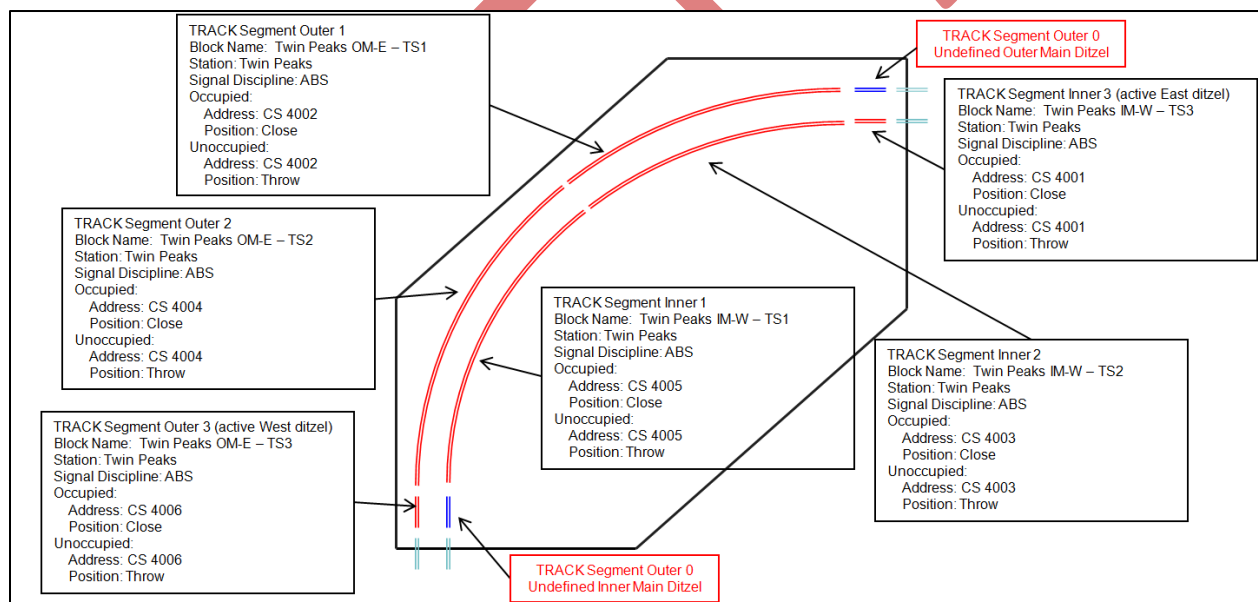 TRACK Segment Outer 1
Block Name: Twin Peaks OM-E – TS1
Station: Twin Peaks
Signal Discipline: ABS
Occupied:
Address: CS 4002
Position: Close
Unoccupied:
Address: CS 4002
Position: Throw
TRACK Segment Outer 0
Undefined Outer Main Ditzel
TRACK Segment Inner 3 (active East ditzel)
Block Name: Twin Peaks IM-W – TS3
Station: Twin Peaks
Signal Discipline: ABS
Occupied:
Address: CS 4001
Position: Close
Unoccupied:
Address: CS 4001
Position: Throw
TRACK Segment Outer 2
Block Name: Twin Peaks OM-E – TS2
Station: Twin Peaks
Signal Discipline: ABS
Occupied:
Address: CS 4004
Position: Close
Unoccupied:
Address: CS 4004
Position: Throw
TRACK Segment Inner 1
Block Name: Twin Peaks IM-W – TS1
Station: Twin Peaks
Signal Discipline: ABS
Occupied:
Address: CS 4005
Position: Close
Unoccupied:
Address: CS 4005
Position: Throw
TRACK Segment Inner 2
Block Name: Twin Peaks IM-W – TS2
Station: Twin Peaks
Signal Discipline: ABS
Occupied:
Address: CS 4003
Position: Close
Unoccupied:
Address: CS 4003
Position: Throw
TRACK Segment Outer 3 (active West ditzel)
Block Name: Twin Peaks OM-E – TS3
Station: Twin Peaks
Signal Discipline: ABS
Occupied:
Address: CS 4006
Position: Close
Unoccupied:
Address: CS 4006
Position: Throw
TRACK Segment Outer 0
Undefined Inner Main Ditzel